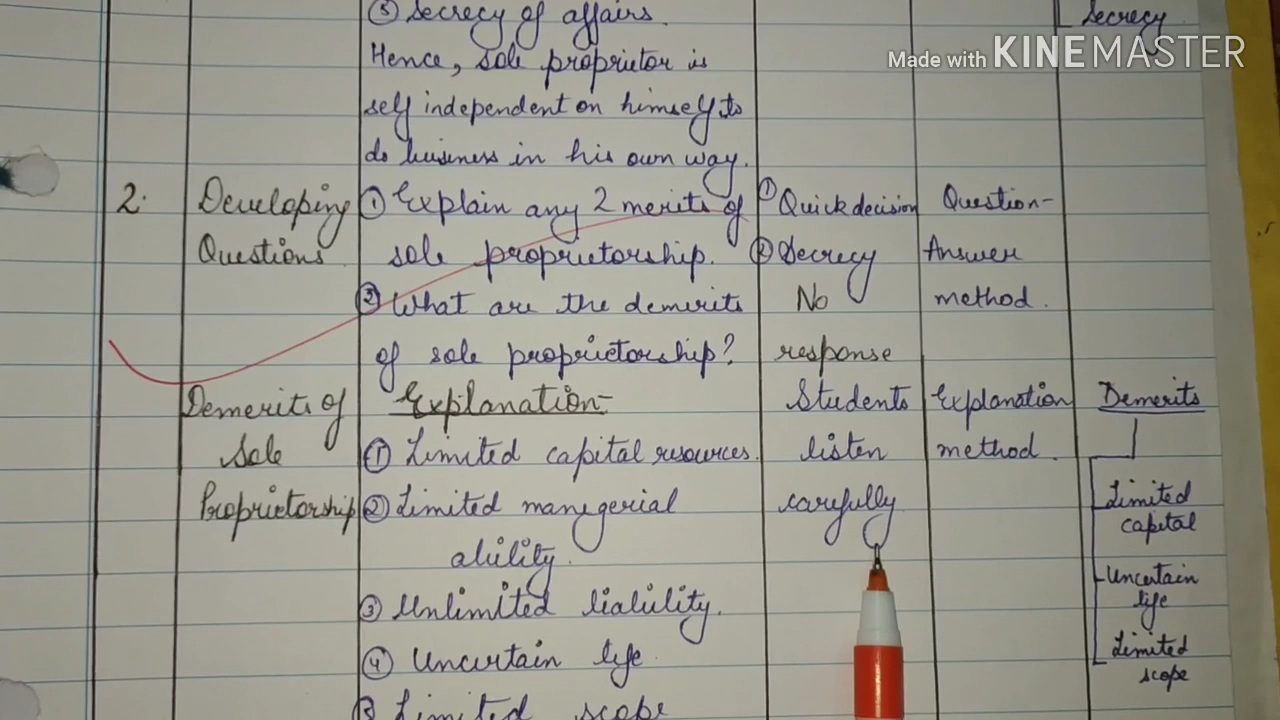 ⑤ Secrecy of affairs.
Secrecy
Made with KINEMASTER
Hence, sole proprietor is
self independent on himself to
do business in his own way.
2. Developing Questions
① Explain any 2 merits of
sole proprietorship.
② What are the demerits
of sole proprietorship?
① Quick decision
② Secrecy
No
response
Question-
Answer
method.
Demerits of
Sole
Proprietorship
Explanation-
① Limited capital resources.
② Limited managerial
ability.
③ Unlimited liability.
④ Uncertain life
⑤ Limited scope
Students
listen
carefully
Explanation
method.
Demerits
Limited
capital
Uncertain
life
Limited
scope